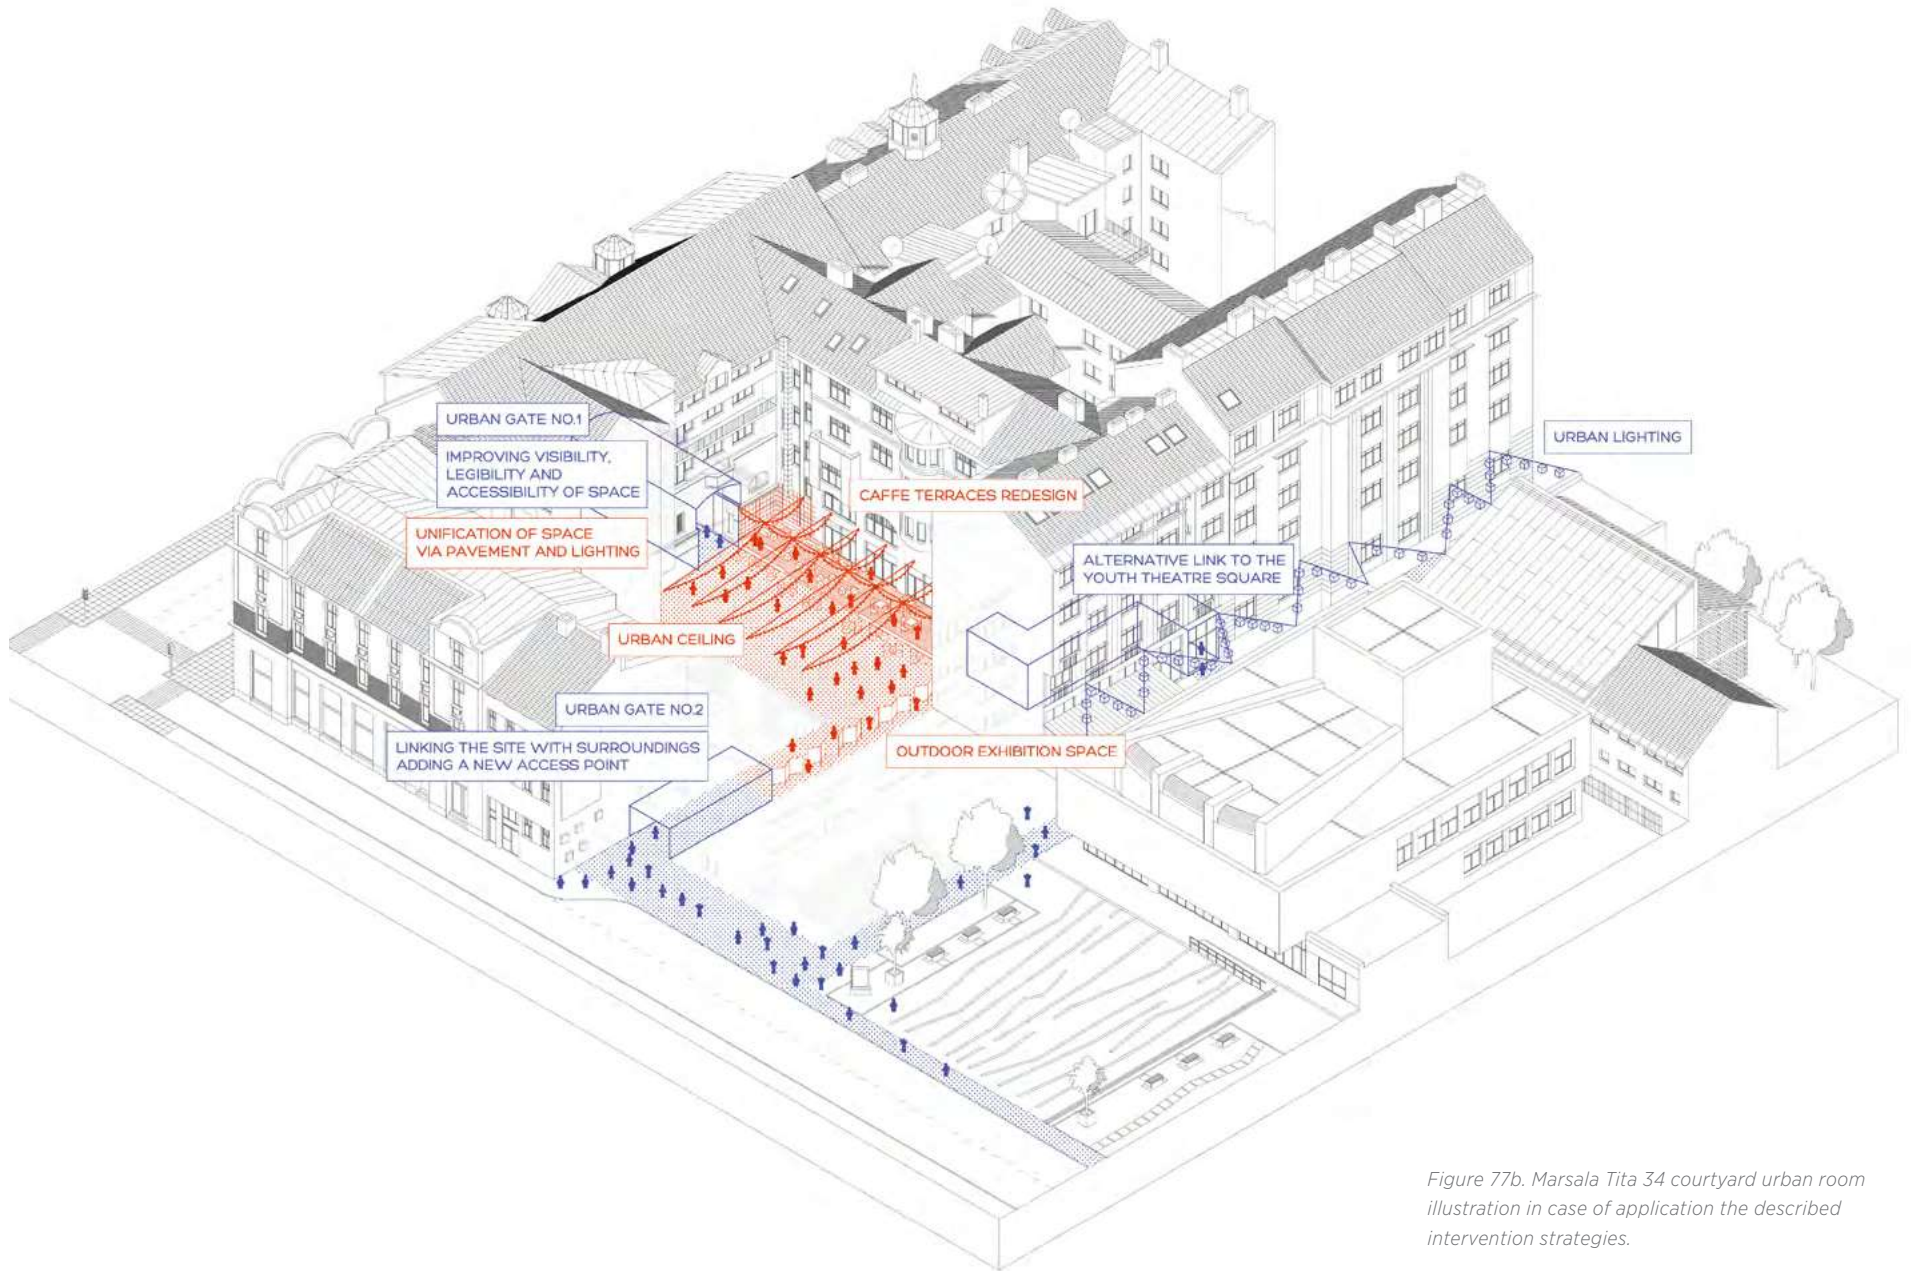 URBAN GATE NO.1
IMPROVING VISIBILITY,
LEGIBILITY AND
ACCESSIBILITY OF SPACE
UNIFICATION OF SPACE
VIA PAVEMENT AND LIGHTING
CAFFE TERRACES REDESIGN
URBAN LIGHTING
ALTERNATIVE LINK TO THE
YOUTH THEATRE SQUARE
URBAN CEILING
URBAN GATE NO.2
LINKING THE SITE WITH SURROUNDINGS
ADDING A NEW ACCESS POINT
OUTDOOR EXHIBITION SPACE
Figure 77b. Marsala Tita 34 courtyard urban room
illustration in case of application the described
intervention strategies.